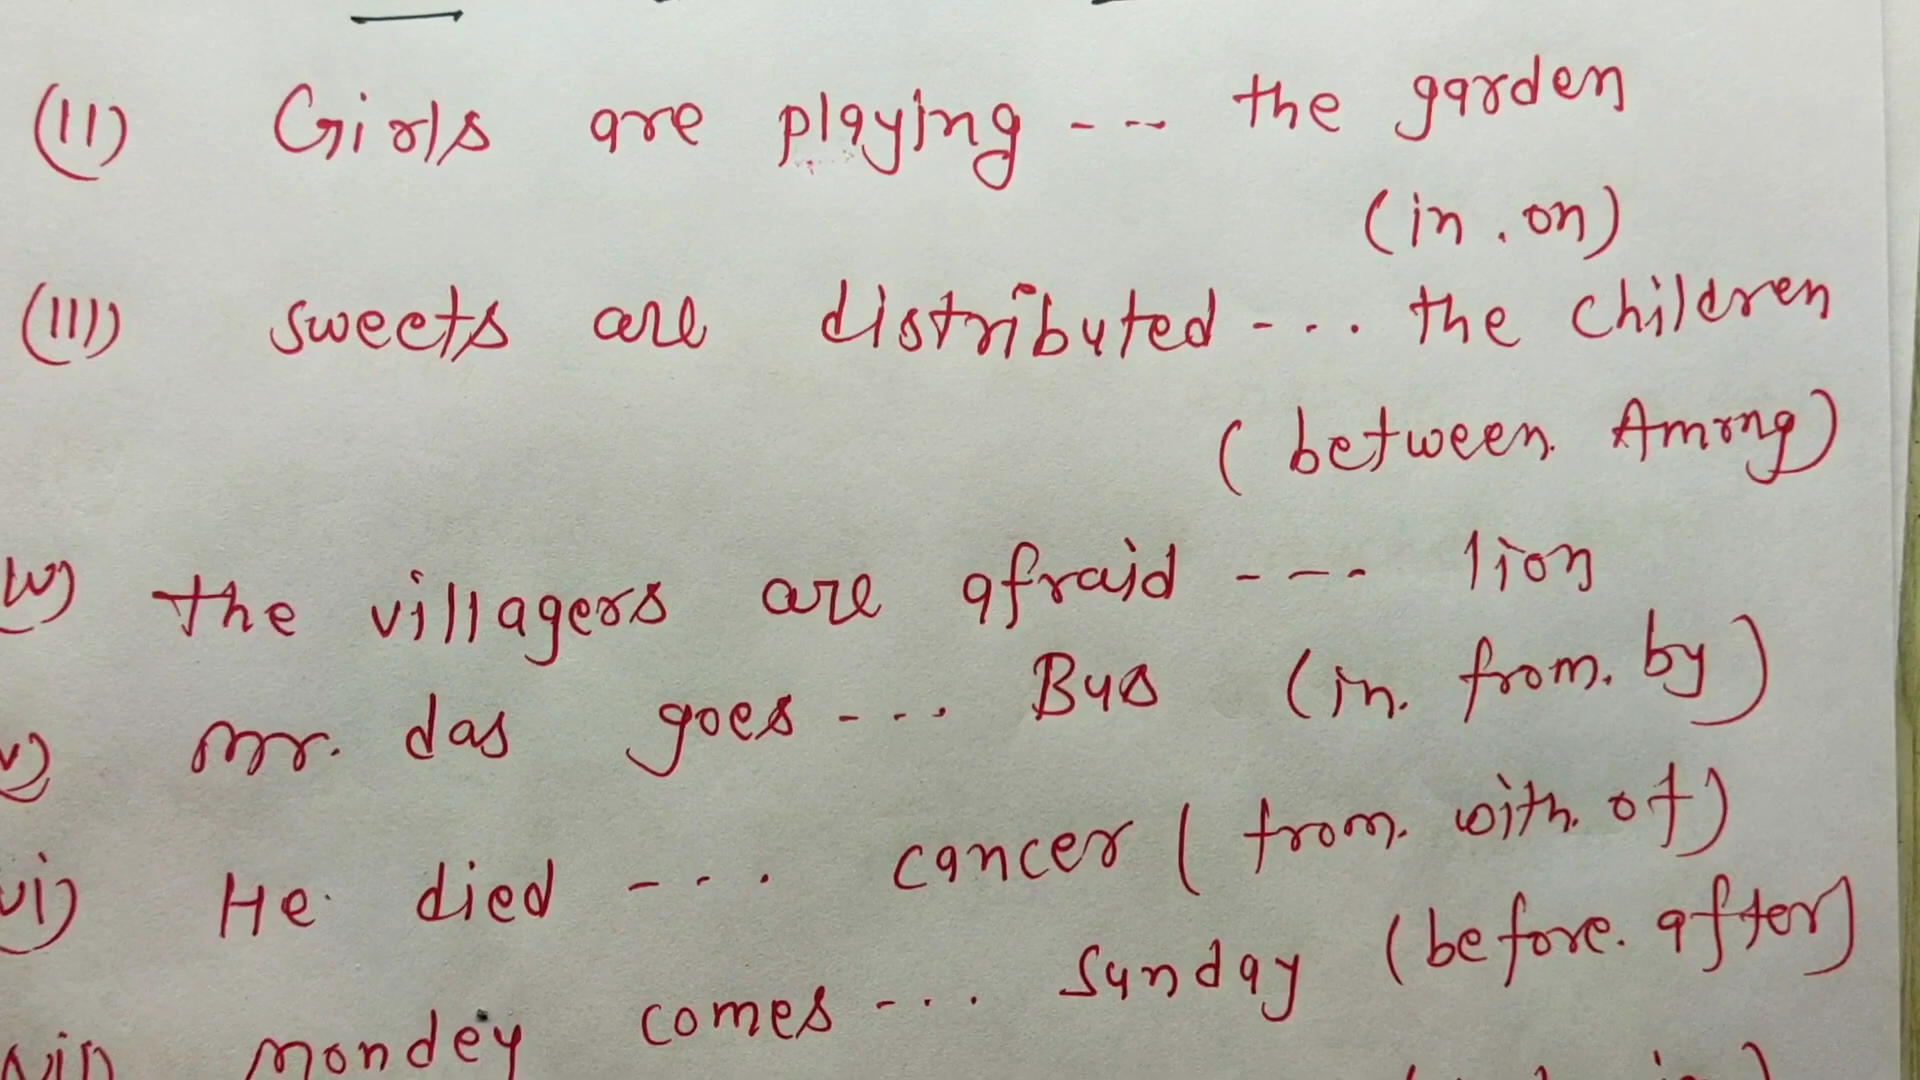 (II) Girls are playing --- the garden
(in . on)
(III) sweets are distributed --- the children
(between. Among)
iv) the villagers are afraid --- lion
v) mr. das goes --- Bus (in. from. by)
vi) He died --- cancer ( from. with. of)
vii) mondey comes --- Sunday (before. after)